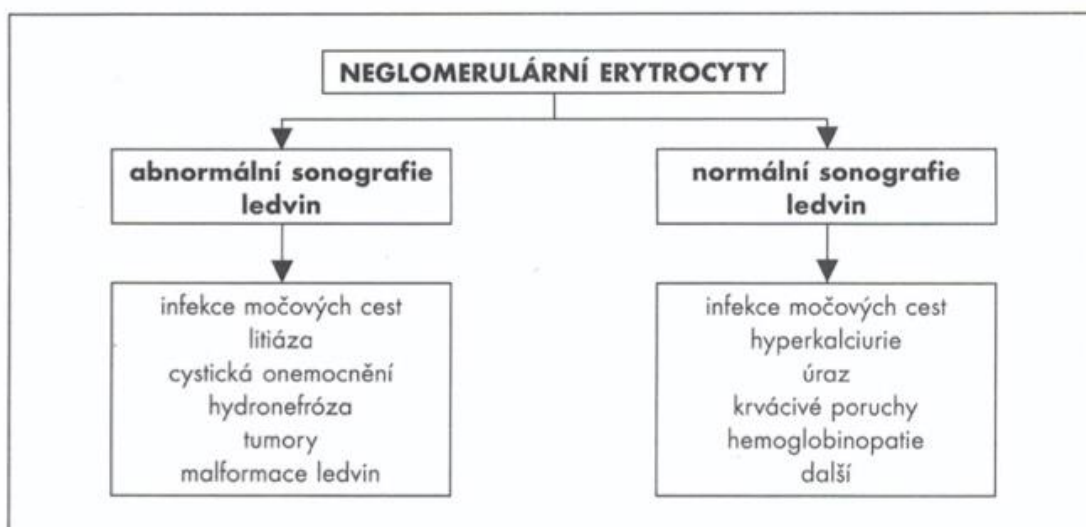 NEGLOMERULÁRNÍ ERYTROCYTY
abnormální sonografie
ledvin
infekce močových cest
litiáza
cystická onemocnění
hydronefróza
tumory
malformace ledvin
normální sonografie
ledvin
infekce močových cest
hyperkalciurie
úraz
krvácivé poruchy
hemoglobinopatie
další